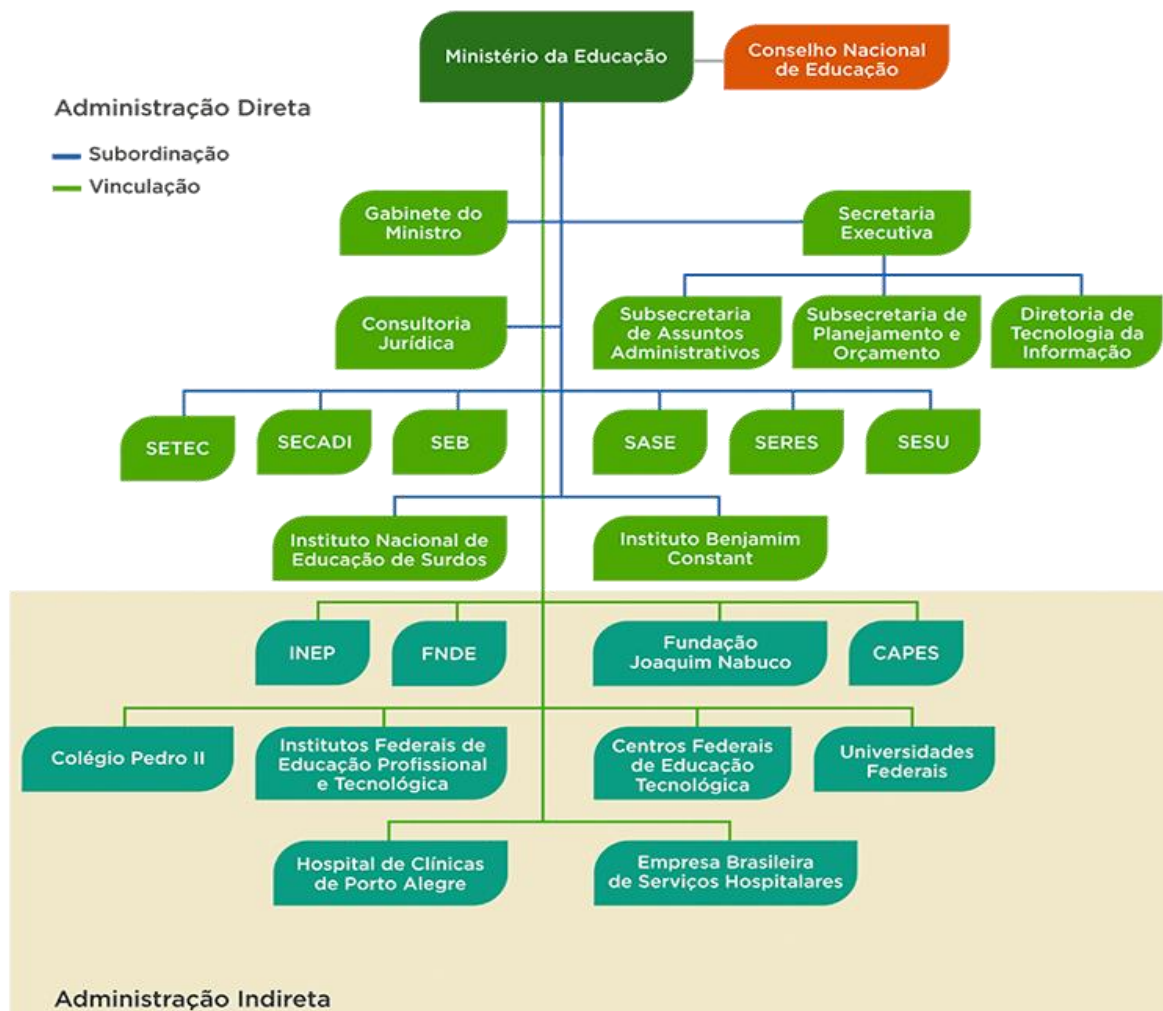 Ministério da Educação
Conselho Nacional
de Educação
Administração Direta
Subordinação
Vinculação
Gabinete do
Ministro
Secretaria
Executiva
Consultoria
Jurídica
Subsecretaria
de Assuntos
Administrativos
Subsecretaria de
Planejamento e
Orçamento
Diretoria de
Tecnologia da
Informação
SETEC
SECADI
SEB
SASE
SERES
SESU
Instituto Nacional de
Educação de Surdos
Instituto Benjamim
Constant
INEP
FNDE
Fundação
Joaquim Nabuco
CAPES
Colégio Pedro II
Institutos Federais de
Educação Profissional
e Tecnológica
Centros Federais
de Educação
Tecnológica
Universidades
Federais
Hospital de Clínicas
de Porto Alegre
Empresa Brasileira
de Serviços Hospitalares
Administração Indireta